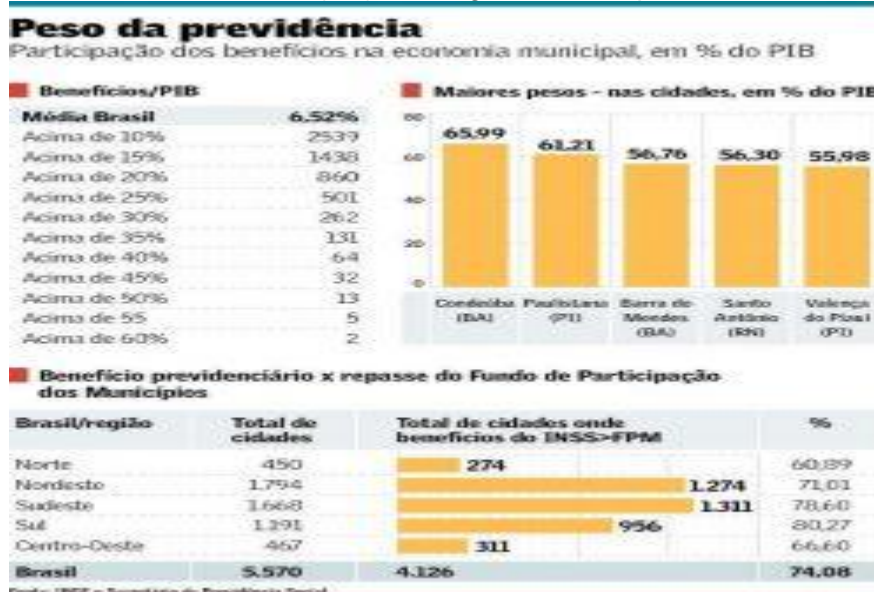 Peso da previdência
Participação dos benefícios na economia municipal, em % do PIB
Benefícios/PIB
Média Brasil 6.52%
Acima de 10% 2539
Acima de 15% 1438
Acima de 20% 860
Acima de 25% 501
Acima de 30% 262
Acima de 35% 131
Acima de 40% 64
Acima de 45% 32
Acima de 50% 13
Acima de 55 5
Acima de 60% 2
Maiores pesos - nas cidades, em % do PIB
80
60
40
20
0
65,99
61,21
56,76
56,30
55,98
Condeúba (BA)
Paulistana (PI)
Barra do Mendes (BA)
Santo Antônio (RN)
Valença do Piauí (PI)
Benefício previdenciário x repasse do Fundo de Participação
dos Municípios
Brasil/região Total de cidades Total de cidades onde benefícios do INSS>FPM %
Norte 450 274 60,89
Nordeste 1.794 1.274 71,01
Sudeste 1.668 1.311 78,60
Sul 1.191 956 80,27
Centro-Oeste 467 311 66,60
Brasil 5.570 4.126 74,08